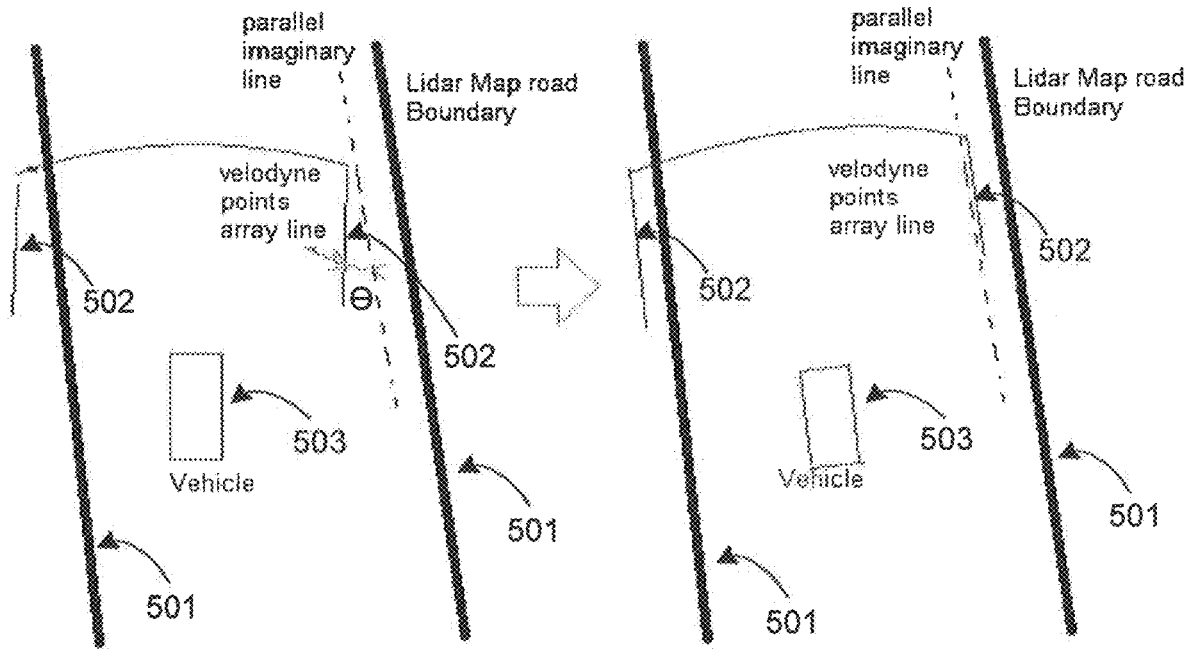 parallel
imaginary
line
Lidar Map road
Boundary
velodyne
points
array line
Θ
502
502
503
Vehicle
501
501
parallel
imaginary
line
Lidar Map road
Boundary
velodyne
points
array line
502
502
503
Vehicle
501
501